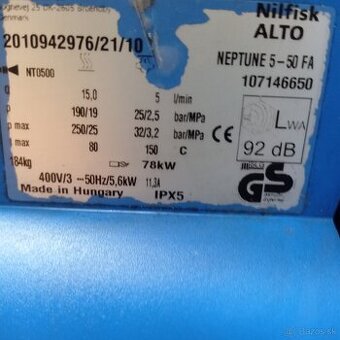 Nilfisk
ALTO
2010942976/21/10
NEPTUNE 5-50 FA
107146650
NT0500
15,0 5 l/min
190/19 25/2,5 bar/MPa
p max 250/25 32/3,2 bar/MPa
max 80 150 C
184kg 78kW
400V/3 ~50Hz/5,6kW 11,3A
Made in Hungary IPX5
LWA
92 dB
GS